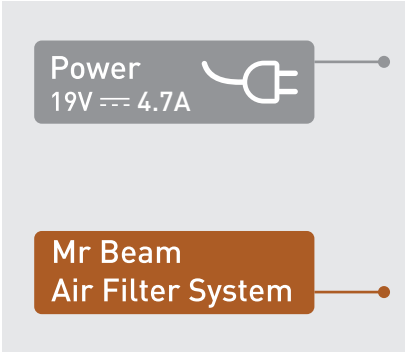 Power
19V ⎓ 4.7A
Mr Beam
Air Filter System